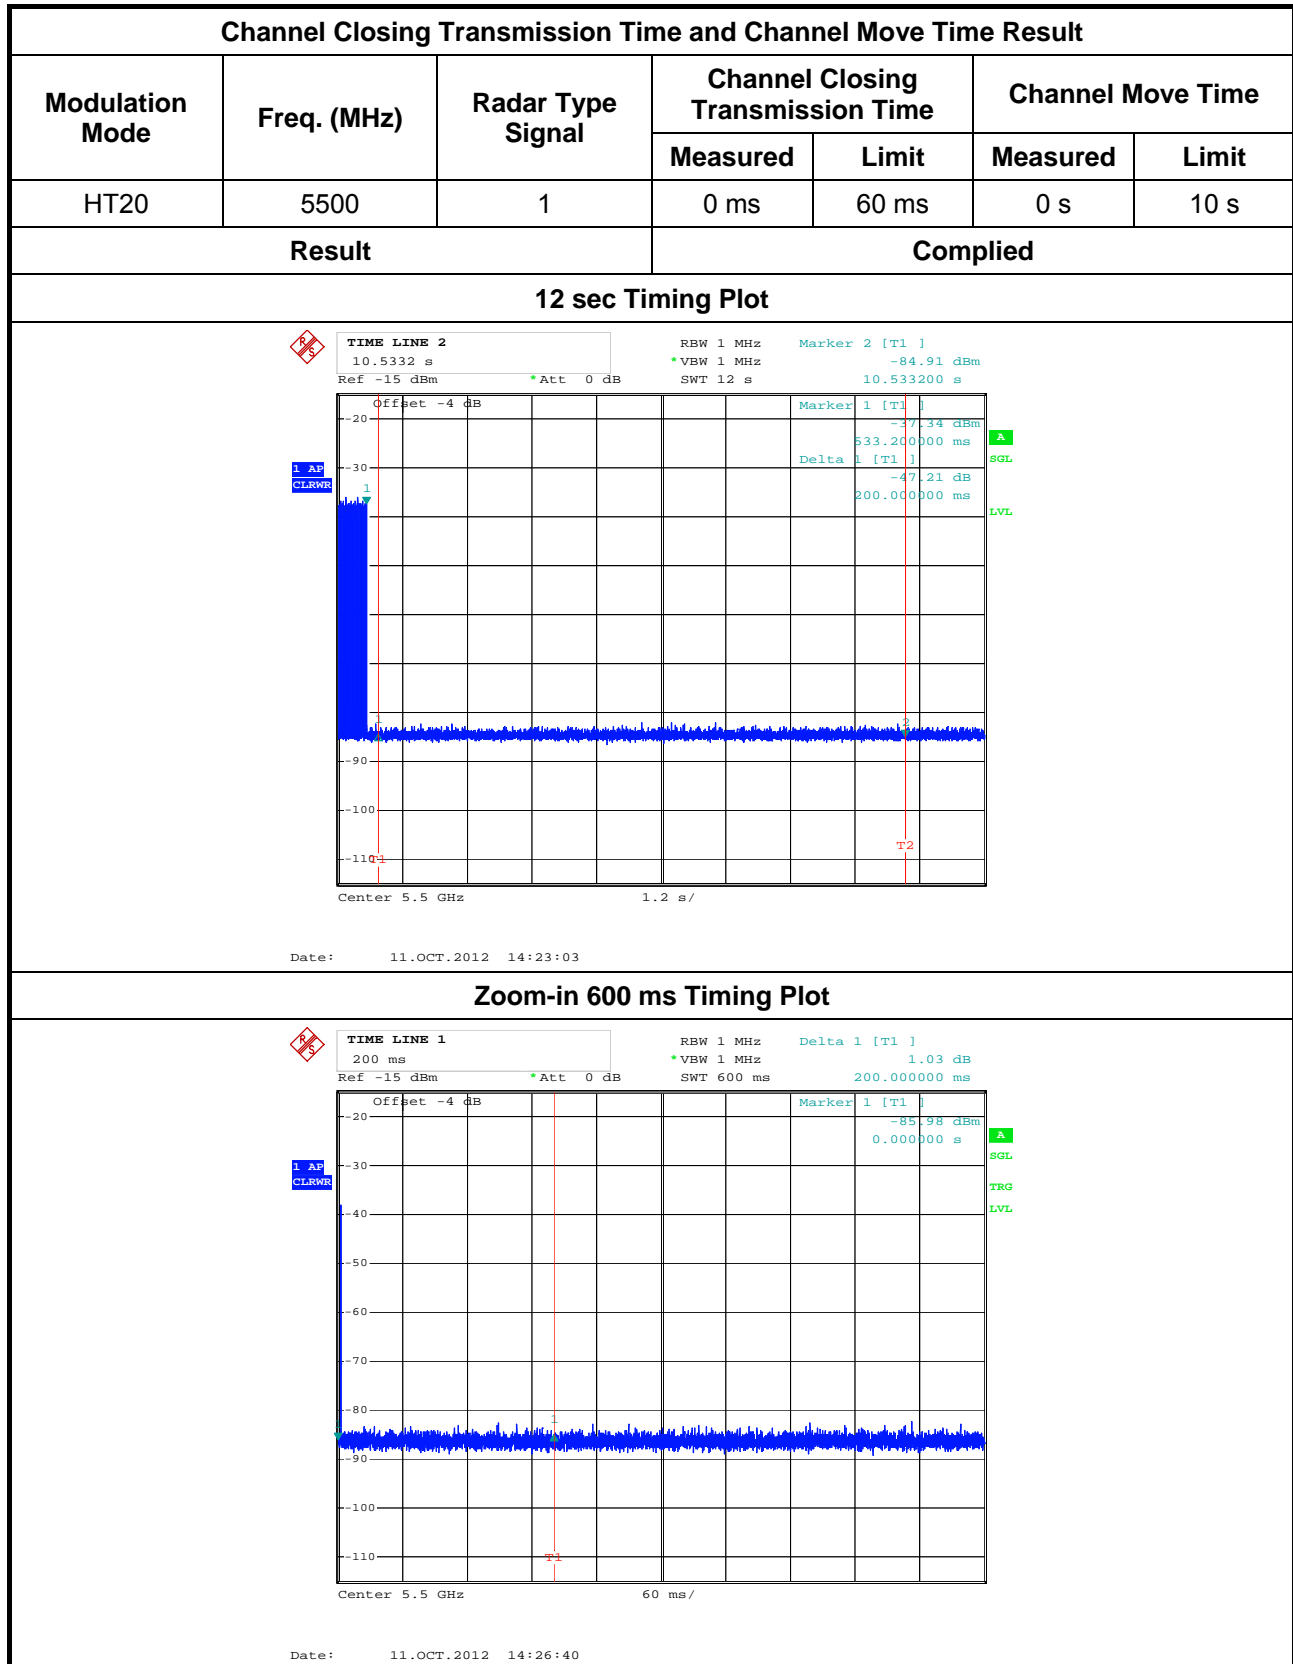 Channel Closing Transmission Time and Channel Move Time Result
Modulation Mode Freq. (MHz) Radar Type Signal Channel Closing Transmission Time Channel Move Time
Measured Limit Measured Limit
HT20 5500 1 0 ms 60 ms 0 s 10 s
Result Complied
12 sec Timing Plot
R S
TIME LINE 2 RBW 1 MHz Marker 2 [T1 ]
10.5332 s *VBW 1 MHz -84.91 dBm
Ref -15 dBm *Att 0 dB SWT 12 s 10.533200 s
Offset -4 dB Marker 1 [T1 ]
-20 -37.34 dBm
533.200000 ms A
Delta 1 [T1 ] SGL
1 AP -30 -47.21 dB
CLRWR 1 200.000000 ms
LVL
1 2
-90
-100
T2
-110 T1
Center 5.5 GHz 1.2 s/
Date: 11.OCT.2012 14:23:03
Zoom-in 600 ms Timing Plot
R S
TIME LINE 1 RBW 1 MHz Delta 1 [T1 ]
200 ms *VBW 1 MHz 1.03 dB
Ref -15 dBm *Att 0 dB SWT 600 ms 200.000000 ms
Offset -4 dB Marker 1 [T1 ]
-20 -85.98 dBm
0.000000 s A
SGL
1 AP -30
CLRWR TRG
-40 LVL
-50
-60
-70
-80
1
-90
-100
-110 T1
Center 5.5 GHz 60 ms/
Date: 11.OCT.2012 14:26:40